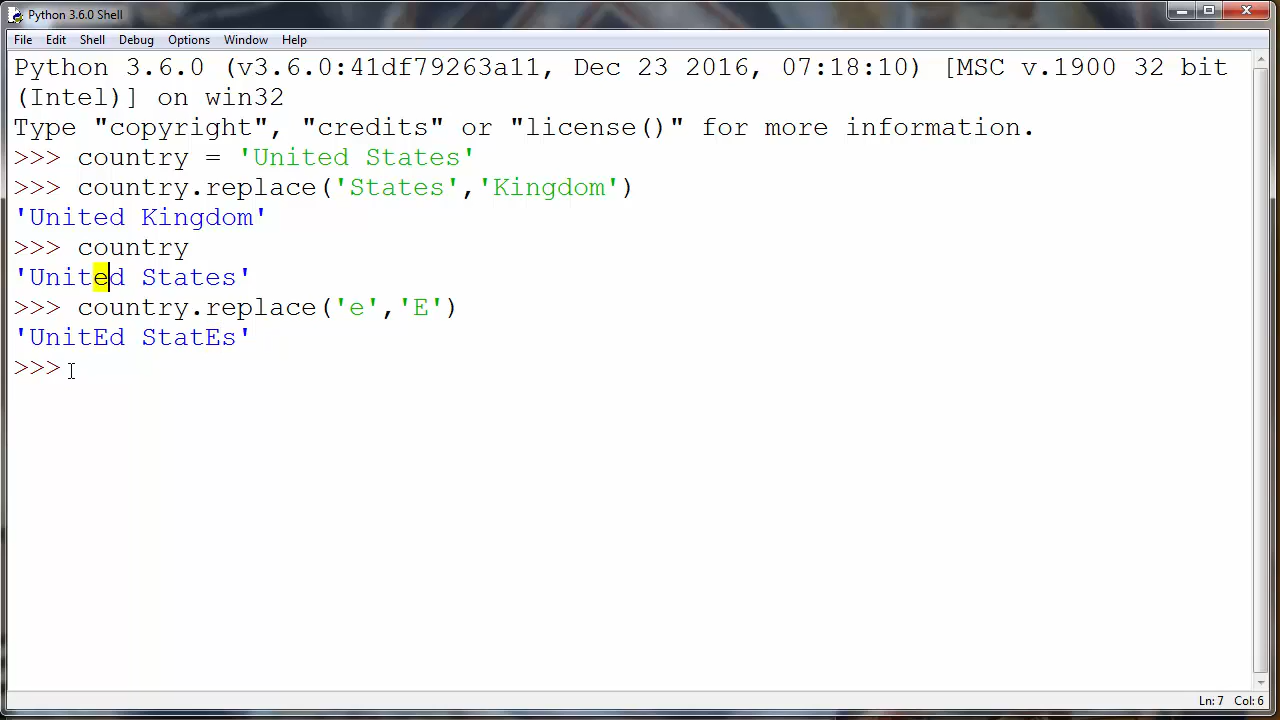 Python 3.6.0 Shell
File Edit Shell Debug Options Window Help
Python 3.6.0 (v3.6.0:41df79263a11, Dec 23 2016, 07:18:10) [MSC v.1900 32 bit
(Intel)] on win32
Type "copyright", "credits" or "license()" for more information.
>>> country = 'United States'
>>> country.replace('States','Kingdom')
'United Kingdom'
>>> country
'United States'
>>> country.replace('e','E')
'UnitEd StatEs'
>>>
Ln: 7 Col: 6